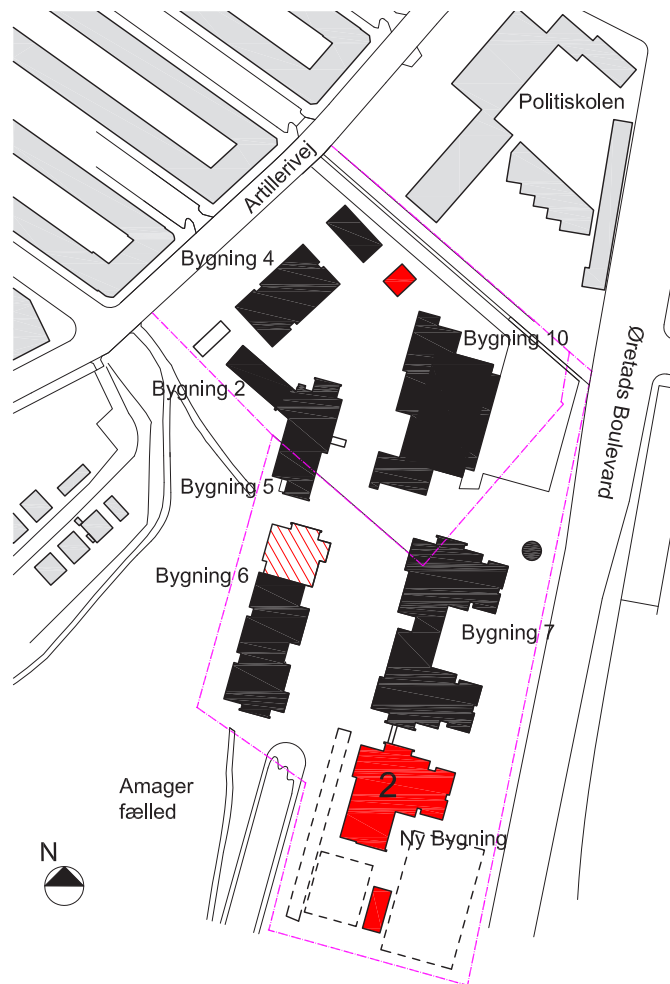 Politiskolen
Artillerivej
Bygning 4
Bygning 10
Øretads Boulevard
Bygning 2
Bygning 5
Bygning 6
Bygning 7
2
Amager
fælled
Ny Bygning
N